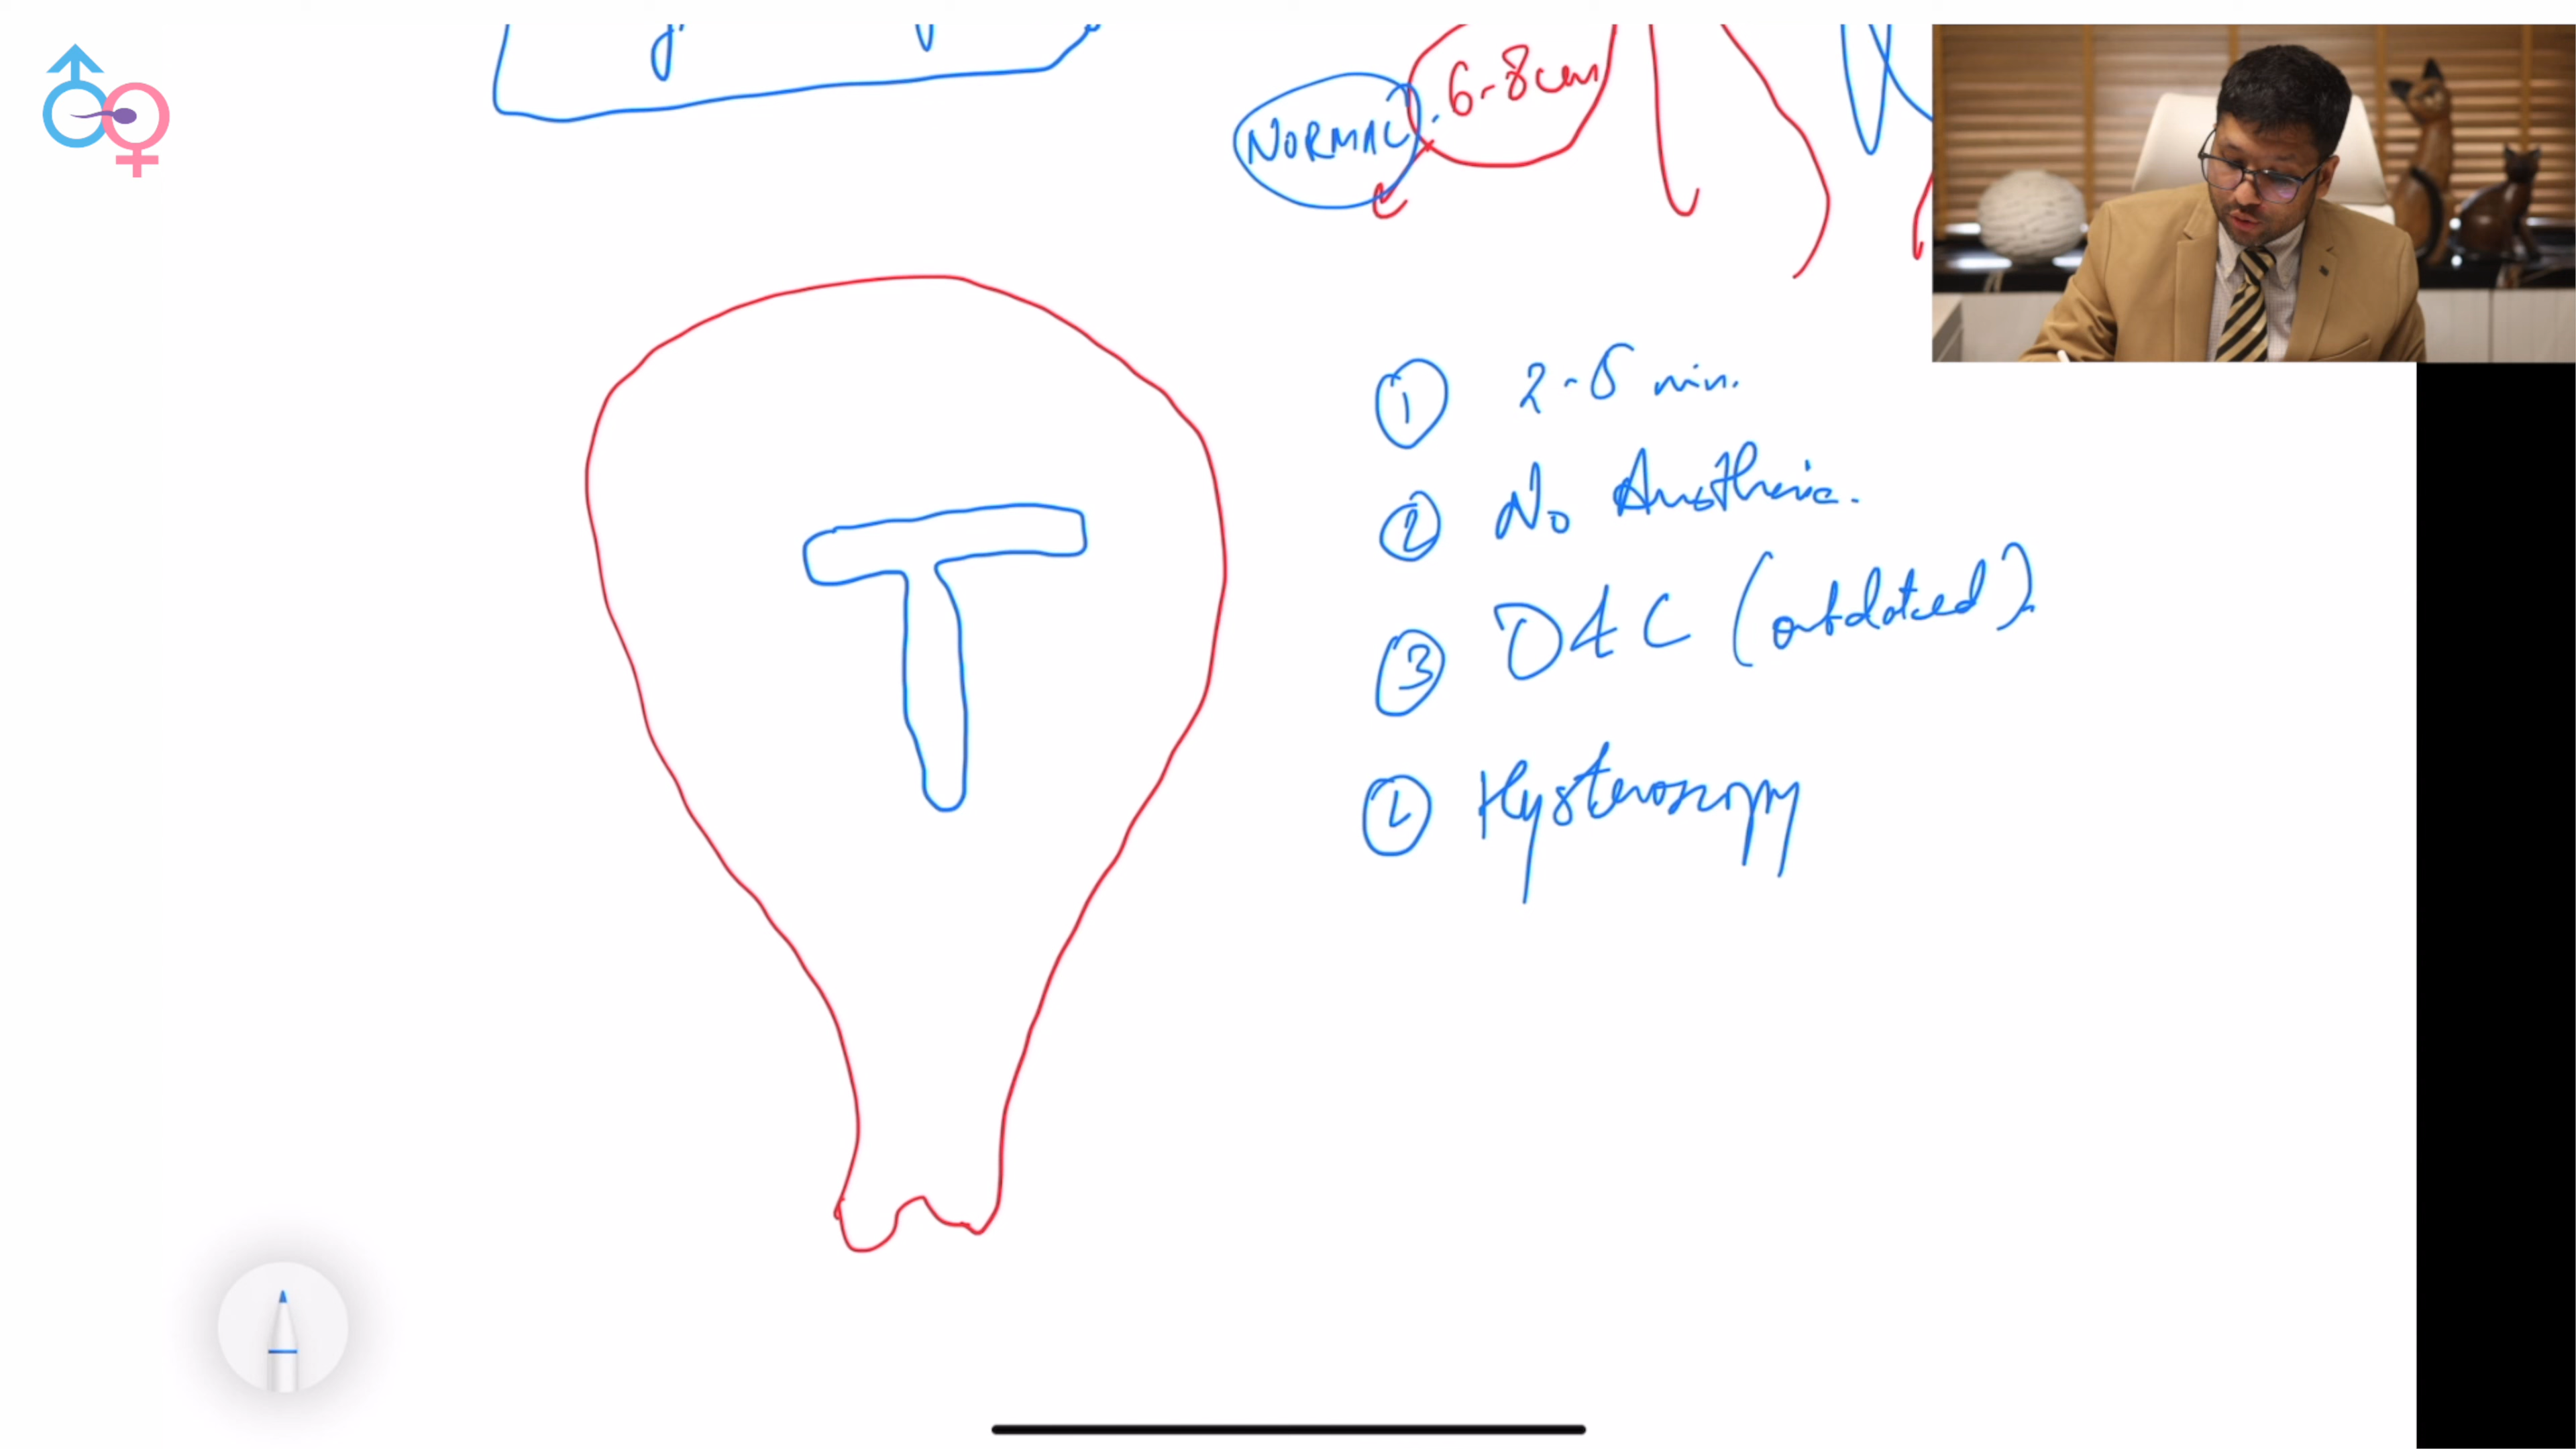 NORMAL
6-8cm
① 2-5 min.
② No Anesthesia.
③ D&C (outdated)
④ Hysteroscopy
T